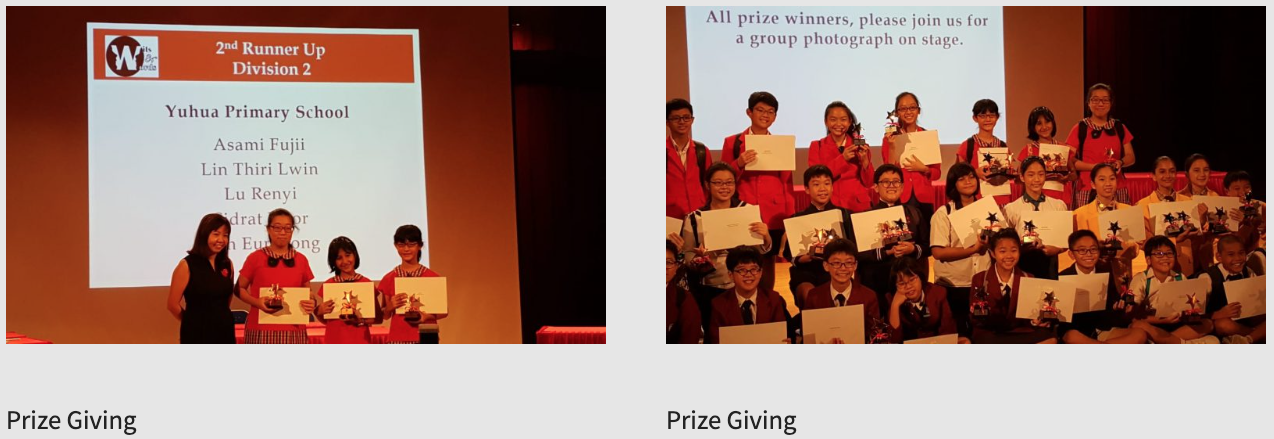 2nd Runner Up
Division 2
Yuhua Primary School
Asami Fujii
Lin Thiri Lwin
Lu Renyi
All prize winners, please join us for
a group photograph on stage.
Prize Giving
Prize Giving